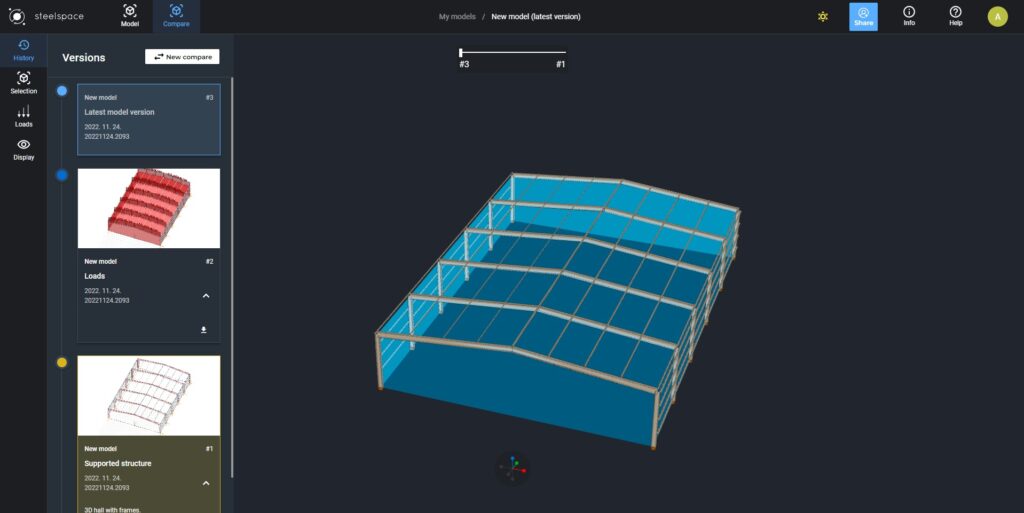 steelspace
Model
Compare
My models / New model (latest version)
Share
Info
Help
A
History
Selection
Loads
Display
Versions
New compare
#3 #1
New model #3
Latest model version
2022. 11. 24.
20221124.2093
New model #2
Loads
2022. 11. 24.
20221124.2093
New model #1
Supported structure
2022. 11. 24.
20221124.2093
3D hall with frames.